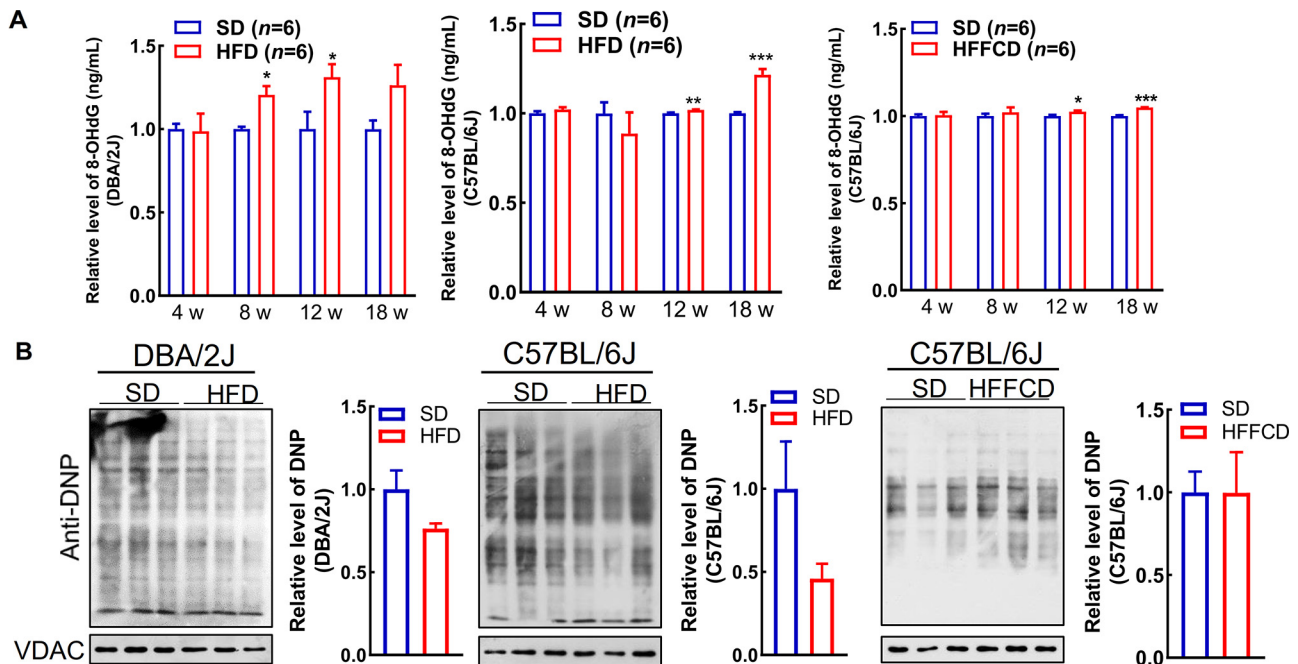 A
SD (n=6)
HFD (n=6)
Relative level of 8-OHdG (ng/mL)
(DBA/2J)
1.5
1.0
0.5
0.0
*
*
4 w
8 w
12 w
18 w
SD (n=6)
HFD (n=6)
Relative level of 8-OHdG (ng/mL)
(C57BL/6J)
1.5
1.0
0.5
0.0
**
***
4 w
8 w
12 w
18 w
SD (n=6)
HFFCD (n=6)
Relative level of 8-OHdG (ng/mL)
(C57BL/6J)
1.5
1.0
0.5
0.0
*
***
4 w
8 w
12 w
18 w
B
DBA/2J
SD
HFD
Anti-DNP
VDAC
SD
HFD
Relative level of DNP
(DBA/2J)
1.5
1.0
0.5
0.0
C57BL/6J
SD
HFD
SD
HFD
Relative level of DNP
(C57BL/6J)
1.5
1.0
0.5
0.0
C57BL/6J
SD
HFFCD
SD
HFFCD
Relative level of DNP
(C57BL/6J)
1.5
1.0
0.5
0.0